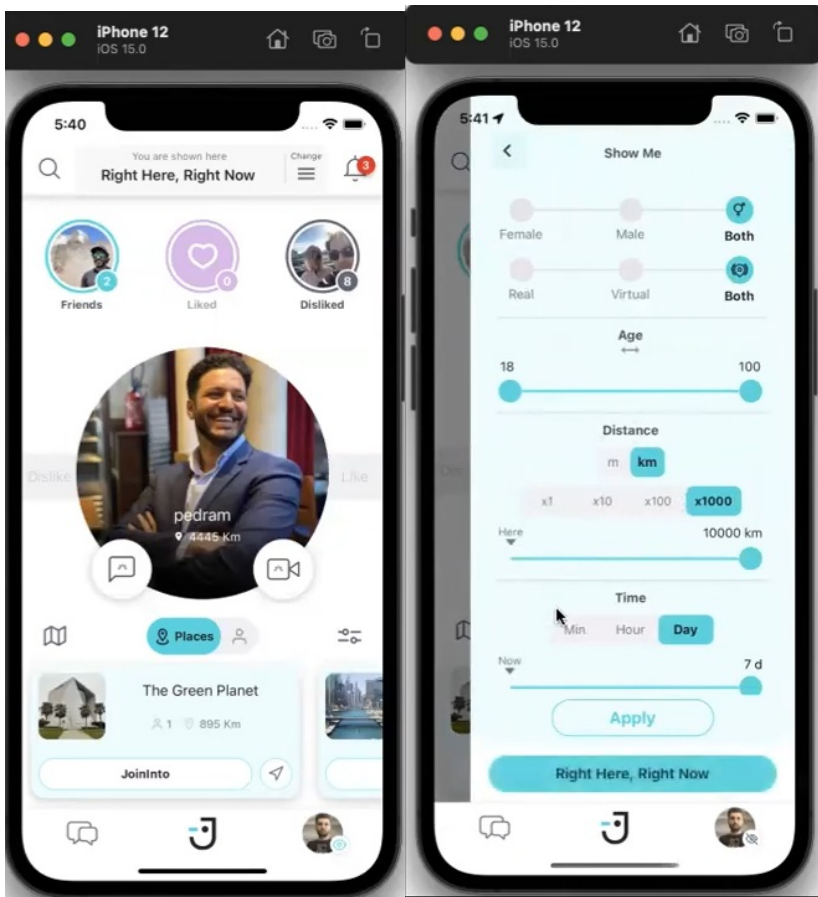 iPhone 12
iOS 15.0
5:40
You are shown here
Right Here, Right Now
Change
3
2
0
8
Friends
Liked
Disliked
Dislike
Like
pedram
4445 Km
Places
The Green Planet
1 895 Km
JoinInto
iPhone 12
iOS 15.0
5:41
Show Me
Female Male Both
Real Virtual Both
Age
18 100
Distance
m km
x1 x10 x100 x1000
Here 10000 km
Time
Min Hour Day
Now 7 d
Apply
Right Here, Right Now